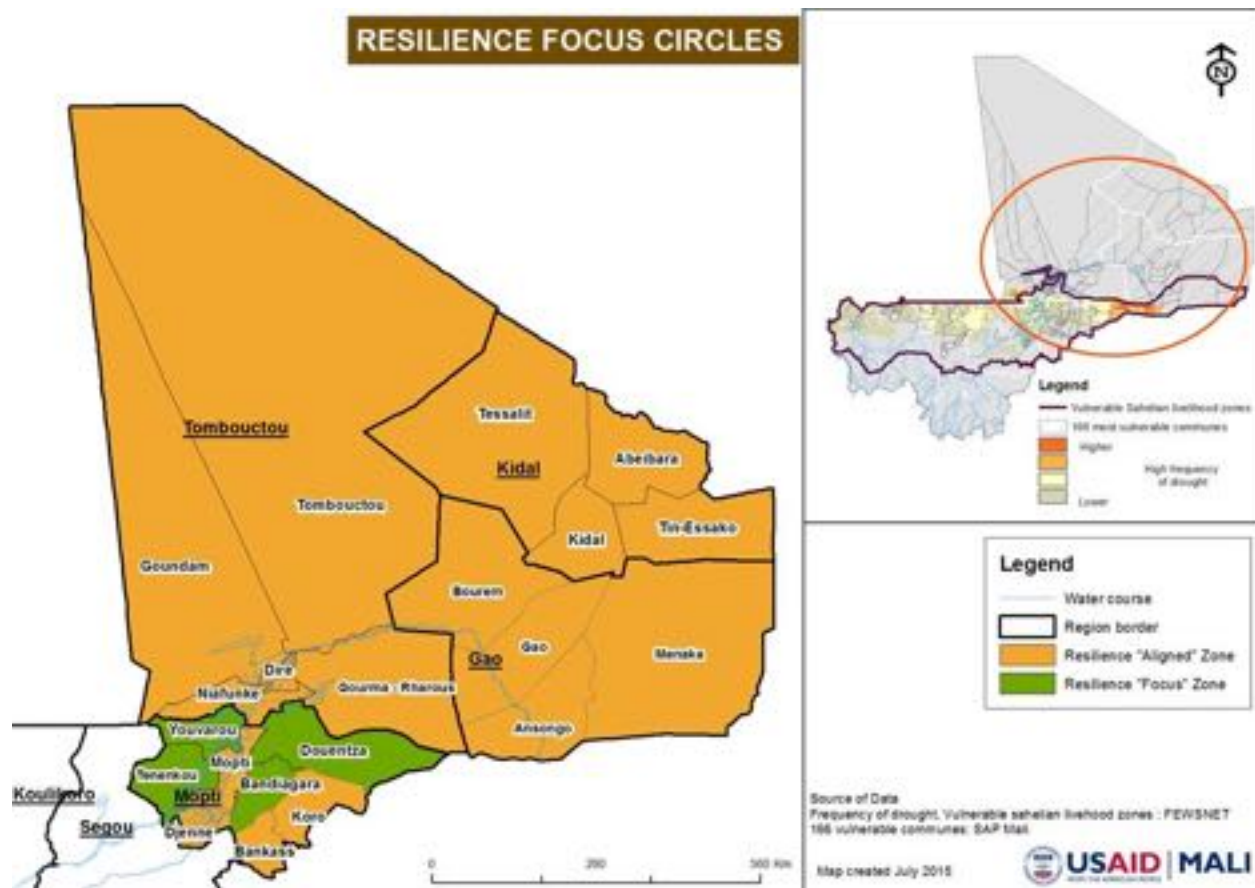 RESILIENCE FOCUS CIRCLES
Tombouctou
Tessalit
Kidal
Abeibara
Tombouctou
Kidal
Tin-Essako
Goundam
Bourem
Gao
Gao
Menaka
Dire
Niafunke
Gourma - Rharous
Ansongo
Youvarou
Douentza
Mopti
Tenenkou
Bandiagara
Mopti
Koulikoro
Segou
Djenne
Koro
Bankass
0
300 Km
N
Legend
Vulnerable Sahelian livelihood zones
166 most vulnerable communes
Higher
High frequency
of drought
Lower
Legend
Water course
Region border
Resilience "Aligned" Zone
Resilience "Focus" Zone
Source of Data
Frequency of drought, Vulnerable sahelian livehood zones : FEWSNET
166 vulnerable communes: SAP Mali
Map created July 2015
USAID | MALI